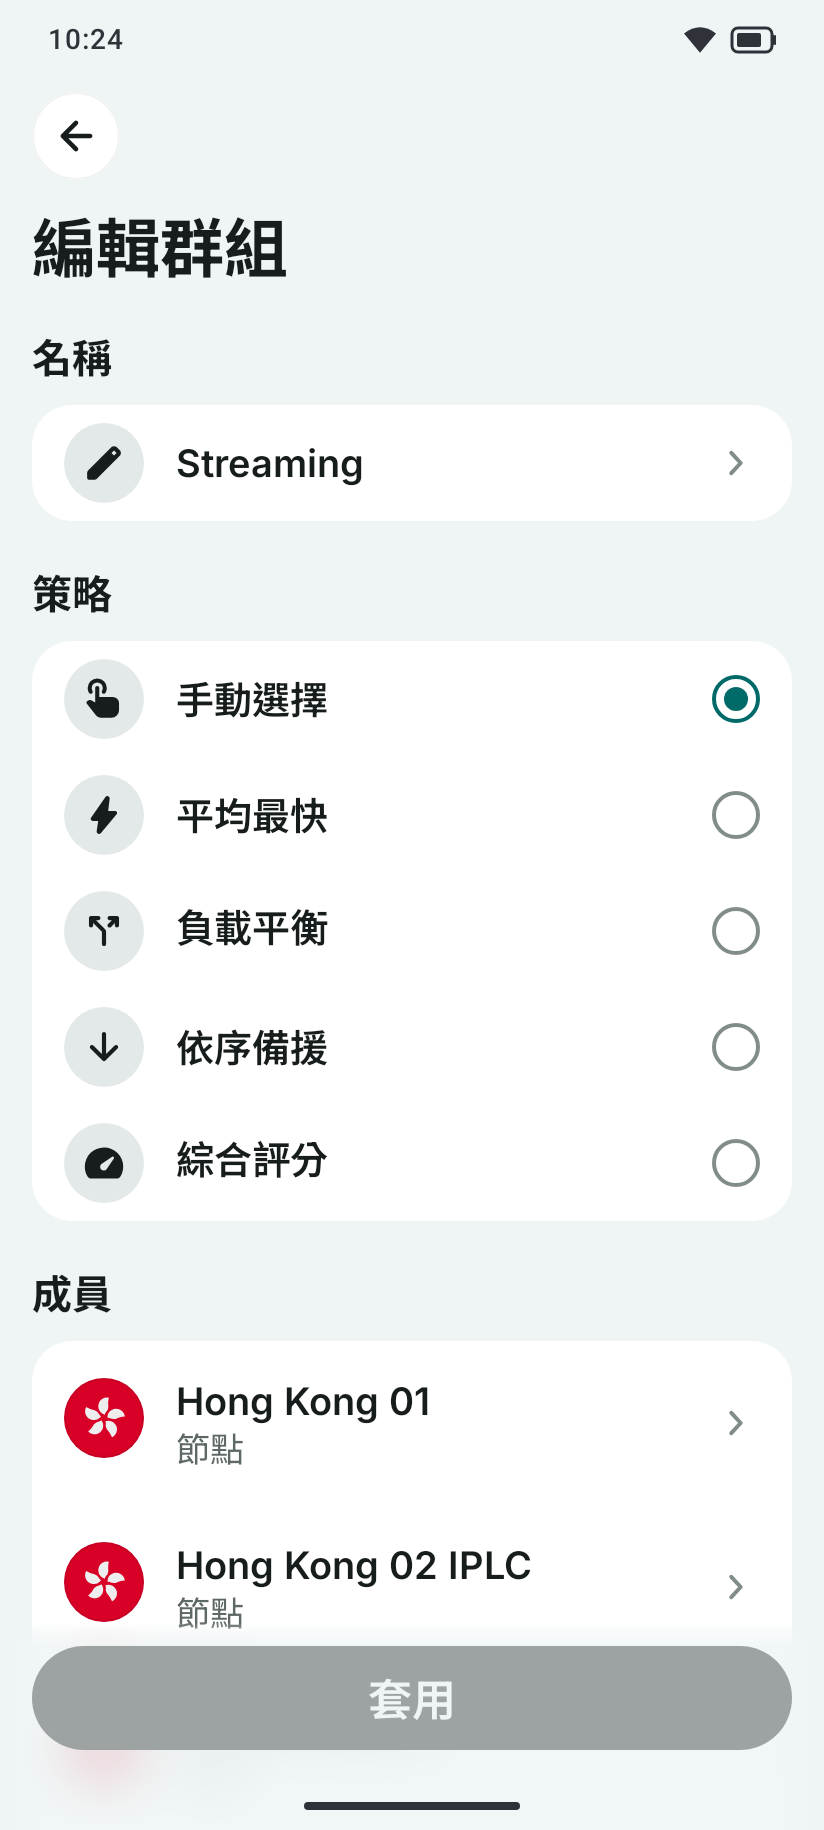 10:24
編輯群組
名稱
Streaming
策略
手動選擇
平均最快
負載平衡
依序備援
綜合評分
成員
Hong Kong 01
節點
Hong Kong 02 IPLC
節點
套用